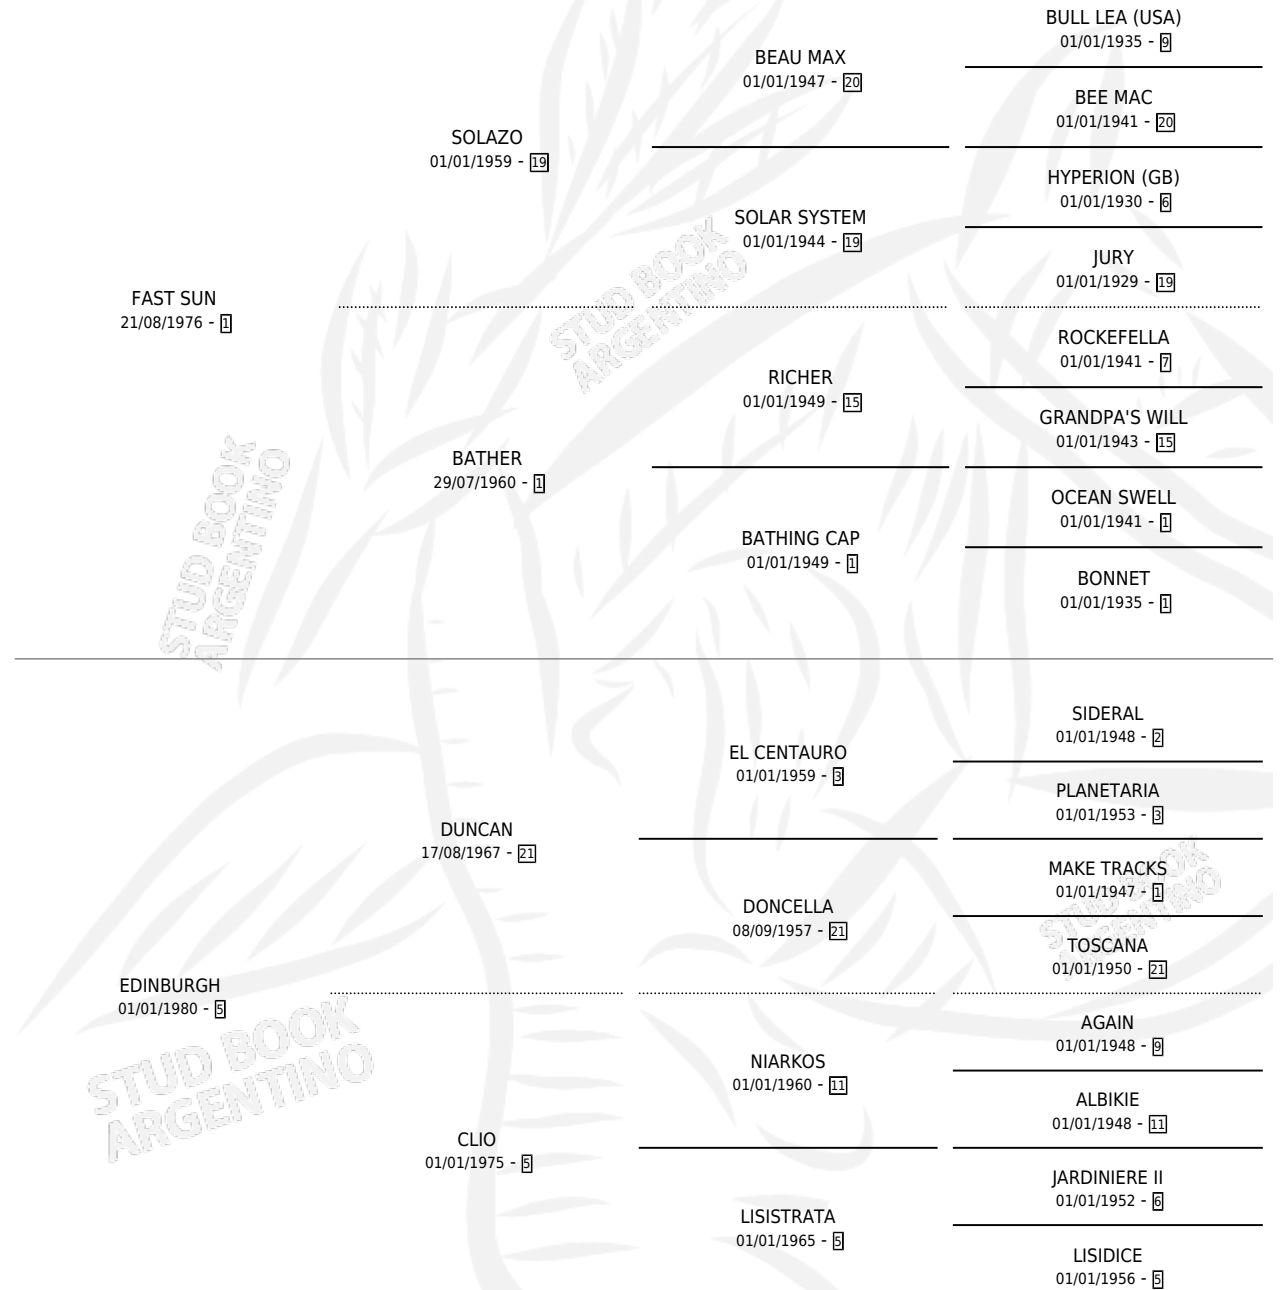 BULL LEA (USA)
01/01/1935 - 9
BEAU MAX
01/01/1947 - 20
BEE MAC
01/01/1941 - 20
SOLAZO
01/01/1959 - 19
HYPERION (GB)
01/01/1930 - 6
SOLAR SYSTEM
01/01/1944 - 19
JURY
01/01/1929 - 19
FAST SUN
21/08/1976 - 1
ROCKEFELLA
01/01/1941 - 7
RICHER
01/01/1949 - 15
GRANDPA'S WILL
01/01/1943 - 15
BATHER
29/07/1960 - 1
OCEAN SWELL
01/01/1941 - 1
BATHING CAP
01/01/1949 - 1
BONNET
01/01/1935 - 1
STUD BOOK
ARGENTINO
STUD BOOK
ARGENTINO
SIDERAL
01/01/1948 - 2
EL CENTAURO
01/01/1959 - 3
PLANETARIA
01/01/1953 - 3
DUNCAN
17/08/1967 - 21
MAKE TRACKS
01/01/1947 - 1
DONCELLA
08/09/1957 - 21
TOSCANA
01/01/1950 - 21
EDINBURGH
01/01/1980 - 5
AGAIN
01/01/1948 - 9
NIARKOS
01/01/1960 - 11
ALBIKIE
01/01/1948 - 11
CLIO
01/01/1975 - 5
JARDINIERE II
01/01/1952 - 6
LISISTRATA
01/01/1965 - 5
LISIDICE
01/01/1956 - 5
STUD BOOK
ARGENTINO
STUD BOOK
ARGENTINO